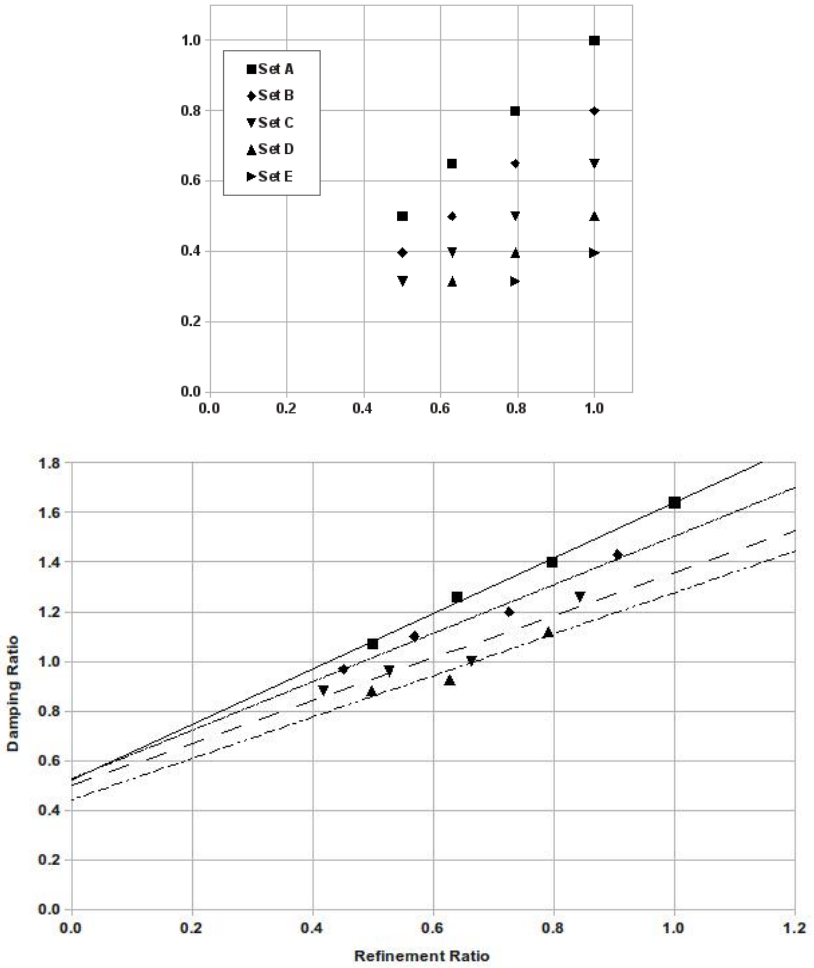 1.0
Set A
Set B
0.8
Set C
Set D
0.6
Set E
0.4
0.2
0.0
0.0 0.2 0.4 0.6 0.8 1.0
1.8
1.6
1.4
1.2
1.0
0.8
0.6
0.4
0.2
0.0
Damping Ratio
0.0 0.2 0.4 0.6 0.8 1.0 1.2
Refinement Ratio